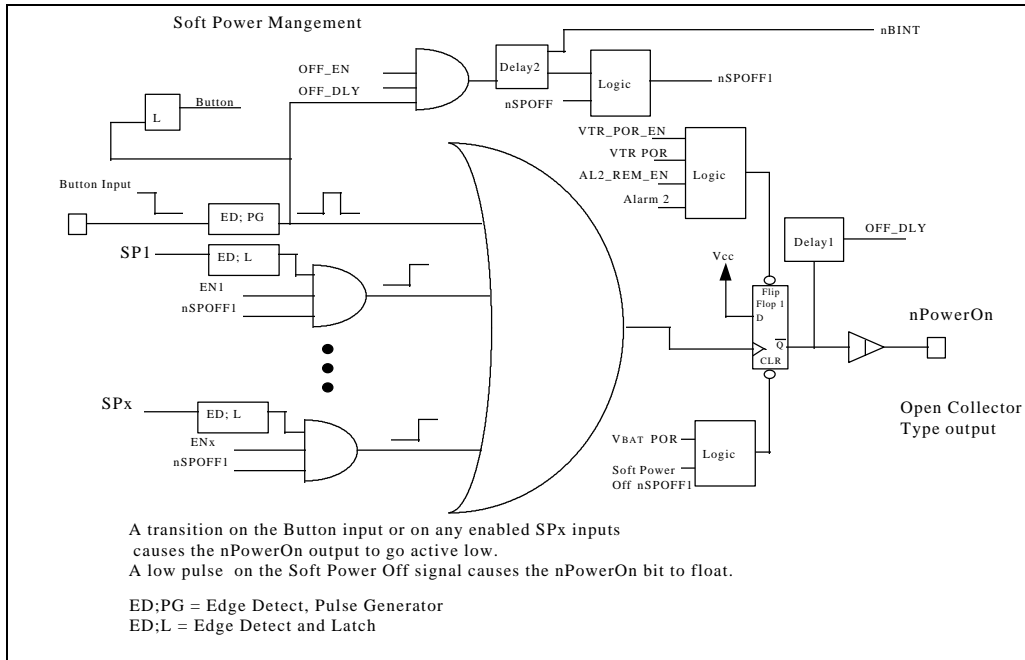 Soft Power Mangement
nBINT
Delay2
OFF_EN
OFF_DLY
Logic
nSPOFF1
nSPOFF
L
Button
VTR_POR_EN
VTR POR
AL2_REM_EN
Alarm 2
Logic
Button Input
ED; PG
OFF_DLY
Delay1
SP1
ED; L
EN1
nSPOFF1
Vcc
Flip
Flop 1
D
Q
CLR
nPowerOn
SPx
ED; L
ENx
nSPOFF1
Open Collector
Type output
VBAT POR
Logic
Soft Power
Off nSPOFF1
A transition on the Button input or on any enabled SPx inputs
causes the nPowerOn output to go active low.
A low pulse on the Soft Power Off signal causes the nPowerOn bit to float.
ED;PG = Edge Detect, Pulse Generator
ED;L = Edge Detect and Latch